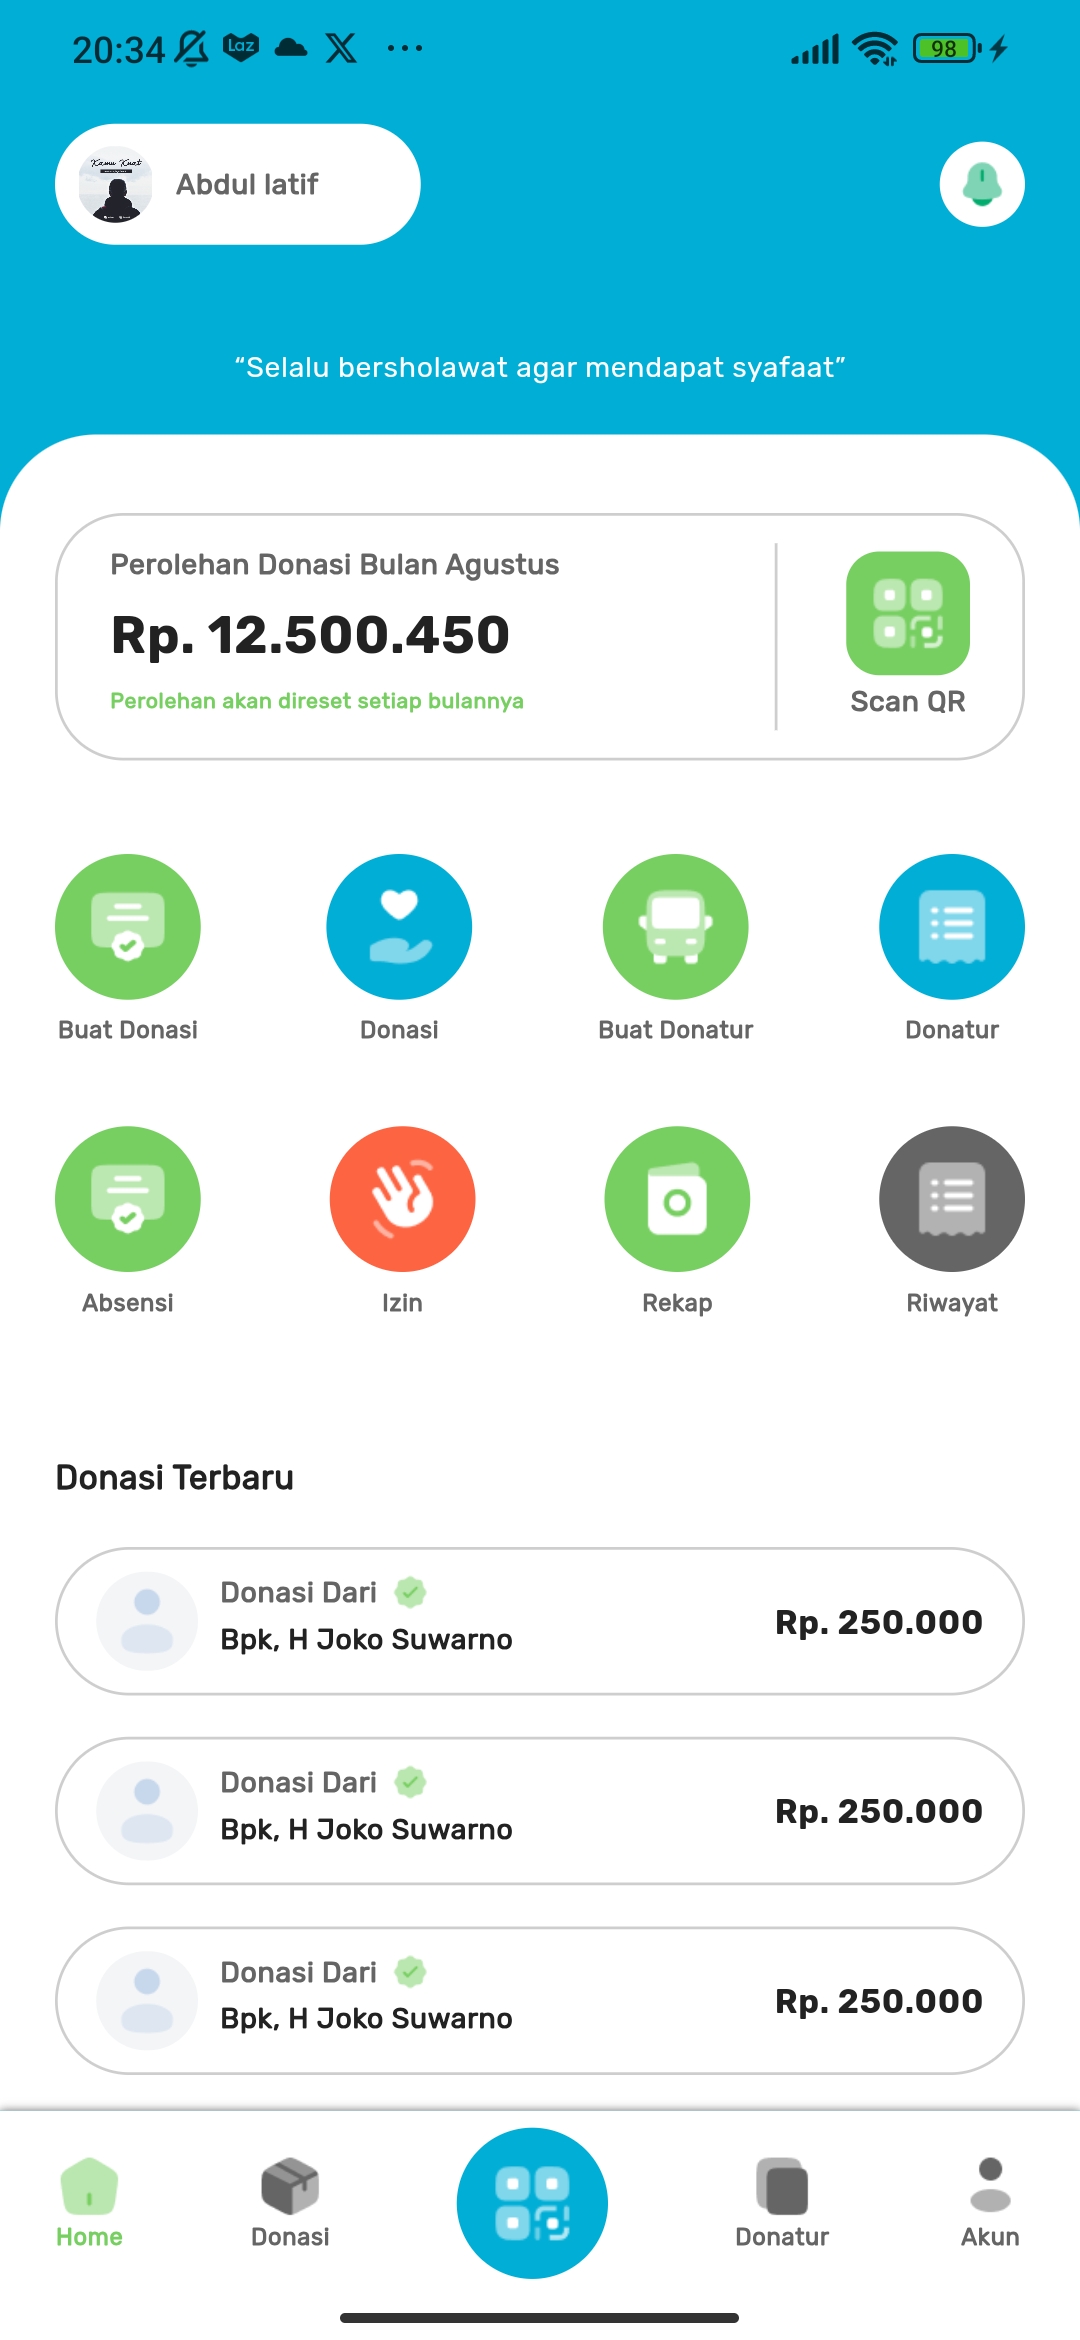 20:34
Laz
98
Kamu Kuat
Abdul latif
“Selalu bersholawat agar mendapat syafaat”
Perolehan Donasi Bulan Agustus
Rp. 12.500.450
Perolehan akan direset setiap bulannya
Scan QR
Buat Donasi
Donasi
Buat Donatur
Donatur
Absensi
Izin
Rekap
Riwayat
Donasi Terbaru
Donasi Dari
Bpk, H Joko Suwarno
Rp. 250.000
Donasi Dari
Bpk, H Joko Suwarno
Rp. 250.000
Donasi Dari
Bpk, H Joko Suwarno
Rp. 250.000
Home
Donasi
Donatur
Akun